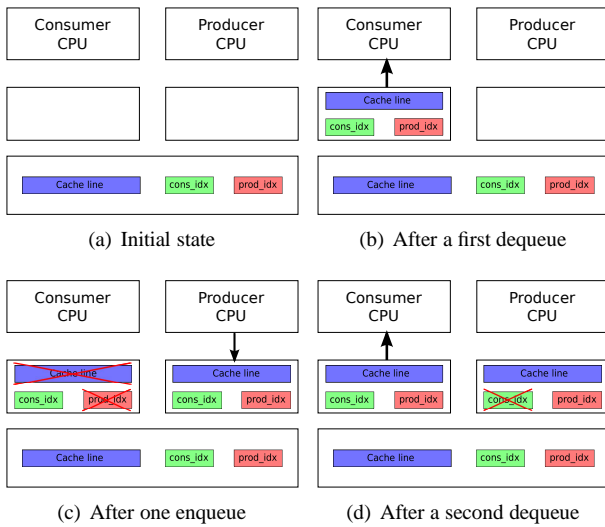 Consumer
CPU
Producer
CPU
Cache line
cons_idx
prod_idx
(a) Initial state
Consumer
CPU
Producer
CPU
Cache line
cons_idx
prod_idx
Cache line
cons_idx
prod_idx
(b) After a first dequeue
Consumer
CPU
Producer
CPU
Cache line
cons_idx
prod_idx
Cache line
cons_idx
prod_idx
Cache line
cons_idx
prod_idx
(c) After one enqueue
Consumer
CPU
Producer
CPU
Cache line
cons_idx
prod_idx
Cache line
cons_idx
prod_idx
Cache line
cons_idx
prod_idx
(d) After a second dequeue